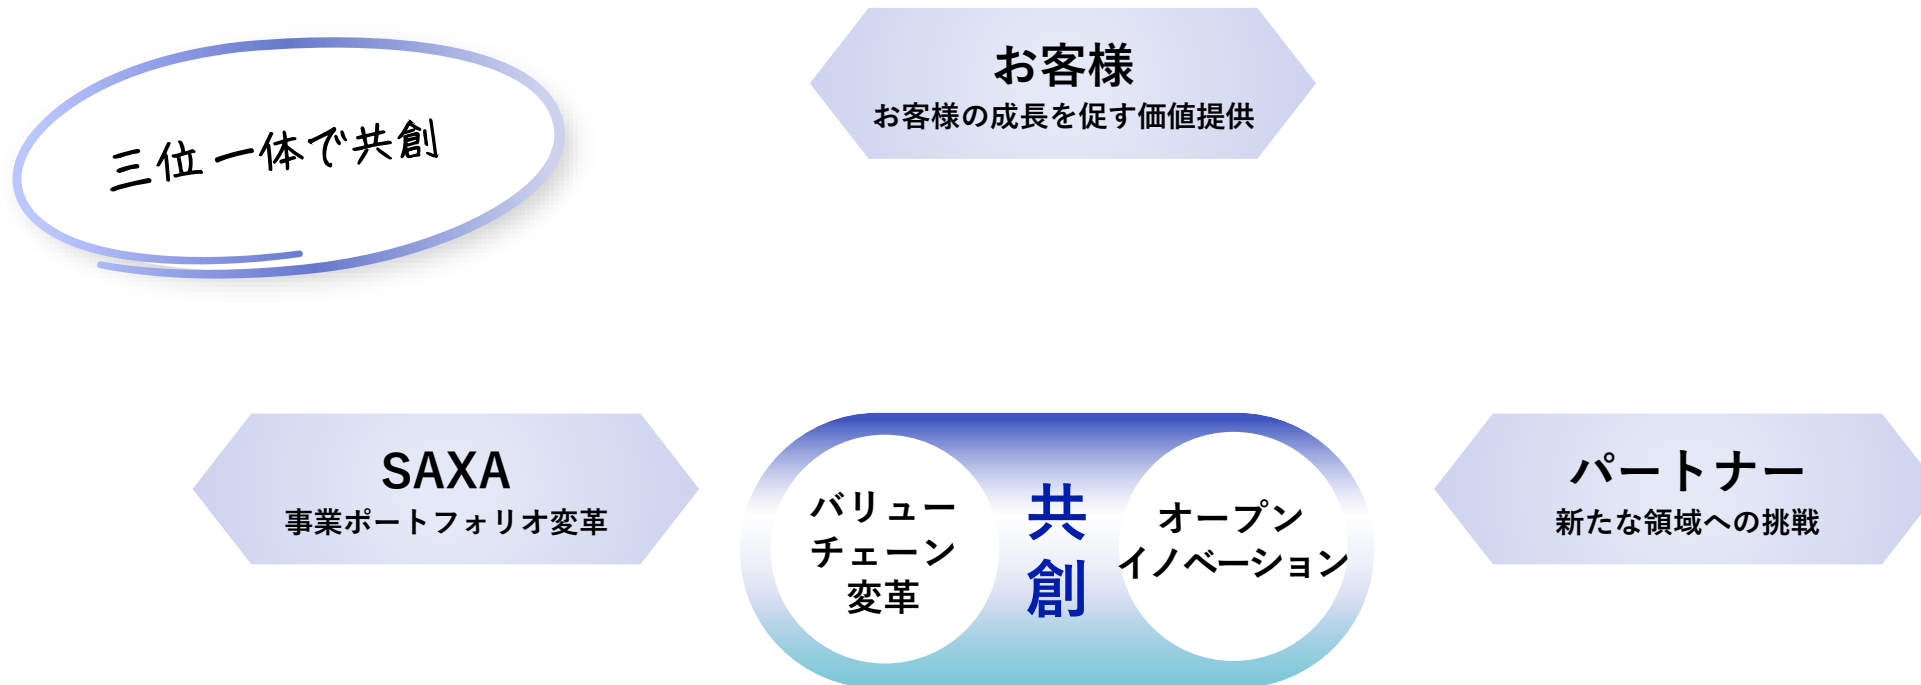 三位一体で共創
お客様
お客様の成長を促す価値提供
SAXA
事業ポートフォリオ変革
バリュー
チェーン
変革
共
創
オープン
イノベーション
パートナー
新たな領域への挑戦